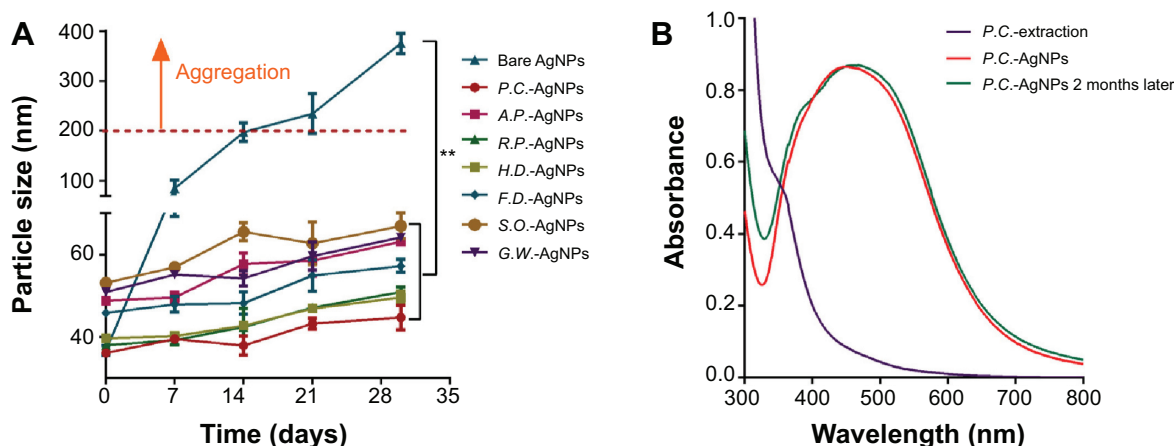 A
Particle size (nm)
400
300
200
100
60
40
Aggregation
**
0 7 14 21 28 35
Time (days)
Bare AgNPs
P.C.-AgNPs
A.P.-AgNPs
R.P.-AgNPs
H.D.-AgNPs
F.D.-AgNPs
S.O.-AgNPs
G.W.-AgNPs
B
Absorbance
1.0
0.8
0.6
0.4
0.2
0.0
300 400 500 600 700 800
Wavelength (nm)
P.C.-extraction
P.C.-AgNPs
P.C.-AgNPs 2 months later